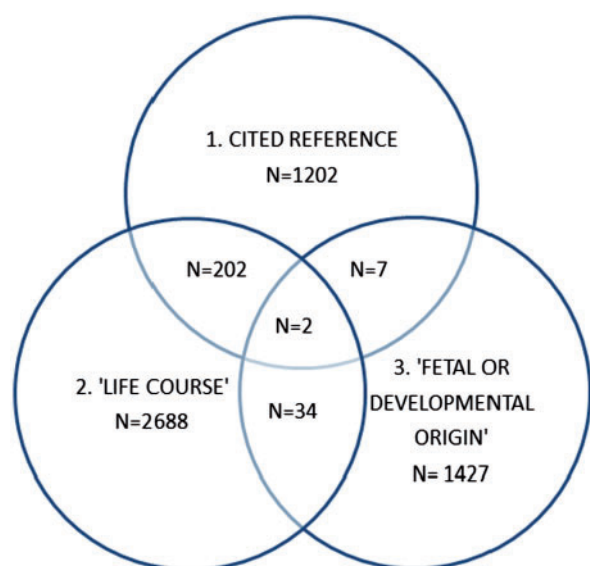 1. CITED REFERENCE
N=1202
N=202
N=7
N=2
2. 'LIFE COURSE'
N=2688
N=34
3. 'FETAL OR
DEVELOPMENTAL
ORIGIN'
N= 1427